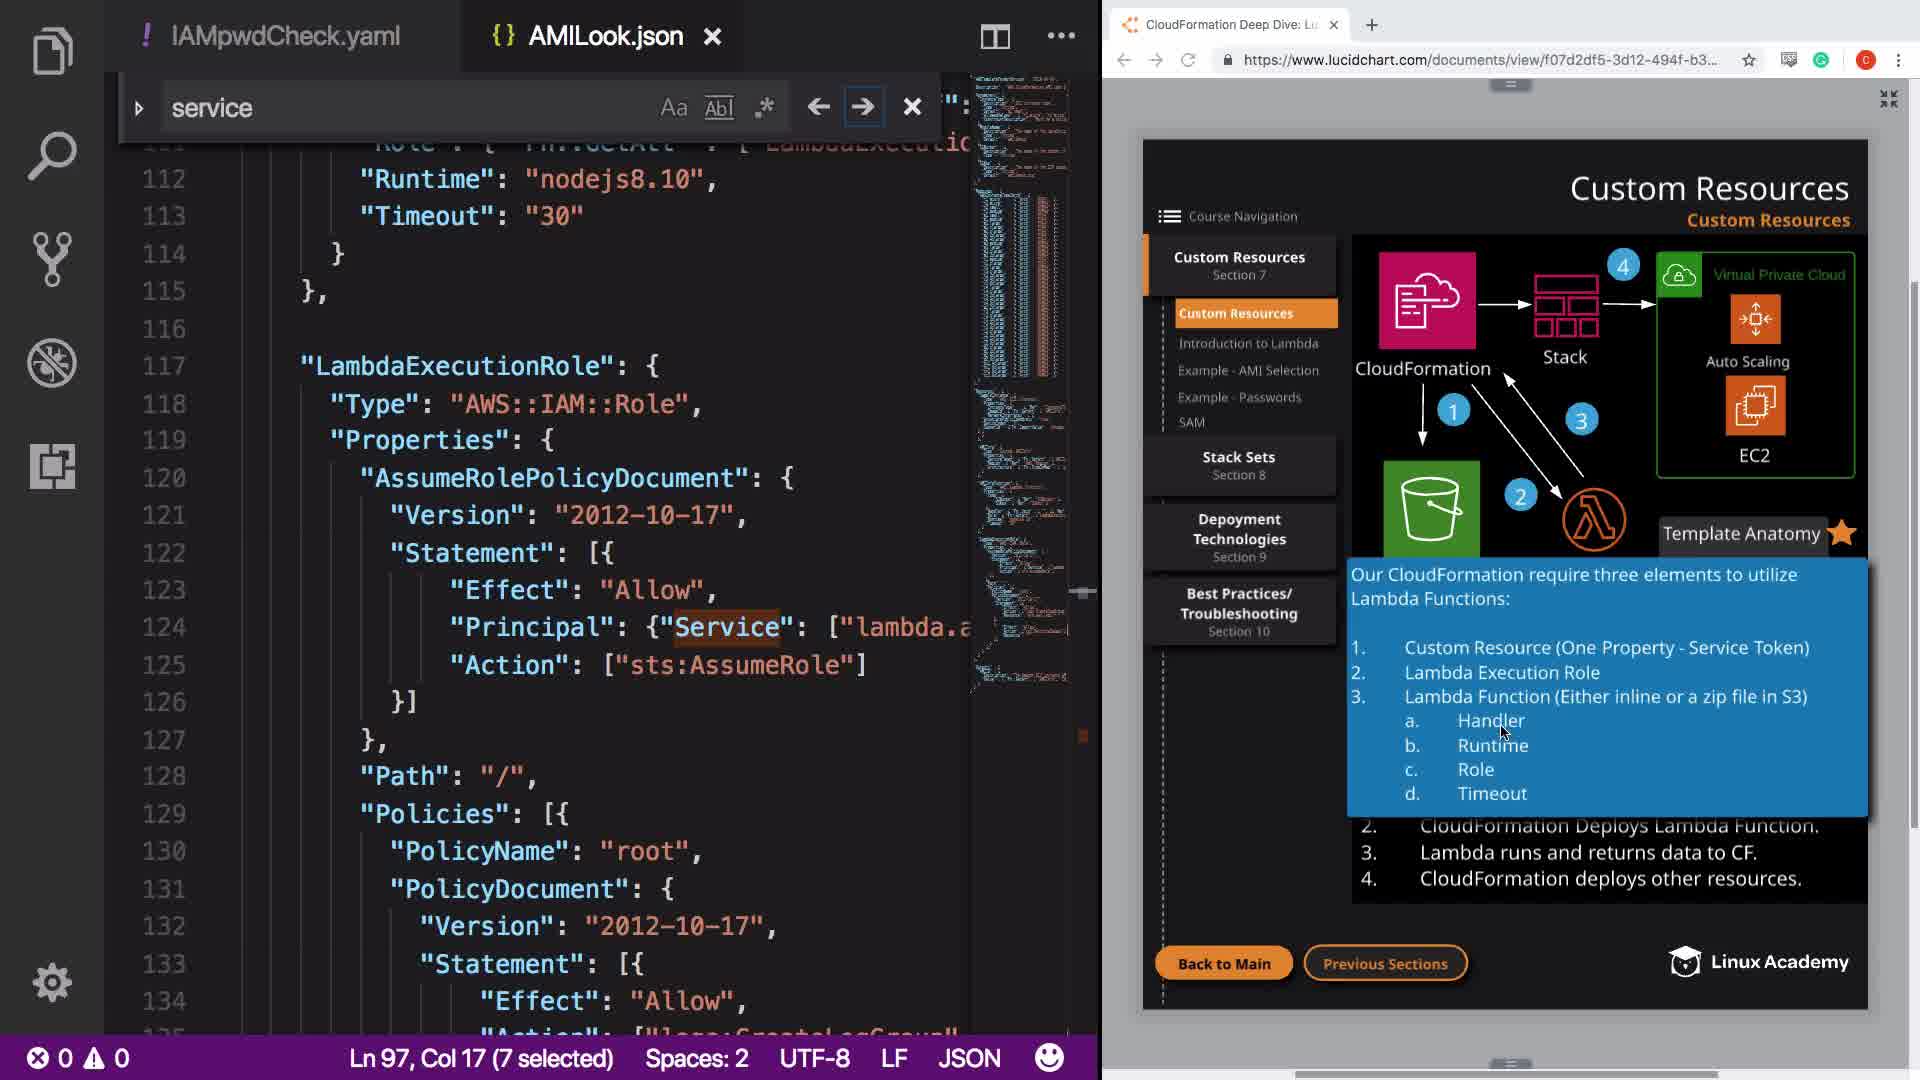 IAMpwdCheck.yaml
{} AMILook.json
service
Aa Abl .*
":
112 "Runtime": "nodejs8.10",
113 "Timeout": "30"
114 }
115 },
116
117 "LambdaExecutionRole": {
118 "Type": "AWS::IAM::Role",
119 "Properties": {
120 "AssumeRolePolicyDocument": {
121 "Version": "2012-10-17",
122 "Statement": [{
123 "Effect": "Allow",
124 "Principal": {"Service": ["lambda.a
125 "Action": ["sts:AssumeRole"]
126 }]
127 },
128 "Path": "/",
129 "Policies": [{
130 "PolicyName": "root",
131 "PolicyDocument": {
132 "Version": "2012-10-17",
133 "Statement": [{
134 "Effect": "Allow",
0 0 Ln 97, Col 17 (7 selected) Spaces: 2 UTF-8 LF JSON
CloudFormation Deep Dive: Lu
https://www.lucidchart.com/documents/view/f07d2df5-3d12-494f-b3...
C
Custom Resources
Custom Resources
Course Navigation
Custom Resources
Section 7
Custom Resources
Introduction to Lambda
Example - AMI Selection
Example - Passwords
SAM
Stack Sets
Section 8
Depoyment
Technologies
Section 9
Best Practices/
Troubleshooting
Section 10
4
Virtual Private Cloud
Stack
Auto Scaling
CloudFormation
1
3
EC2
2
Template Anatomy
Our CloudFormation require three elements to utilize
Lambda Functions:
1. Custom Resource (One Property - Service Token)
2. Lambda Execution Role
3. Lambda Function (Either inline or a zip file in S3)
a. Handler
b. Runtime
c. Role
d. Timeout
2. CloudFormation Deploys Lambda Function.
3. Lambda runs and returns data to CF.
4. CloudFormation deploys other resources.
Back to Main
Previous Sections
Linux Academy